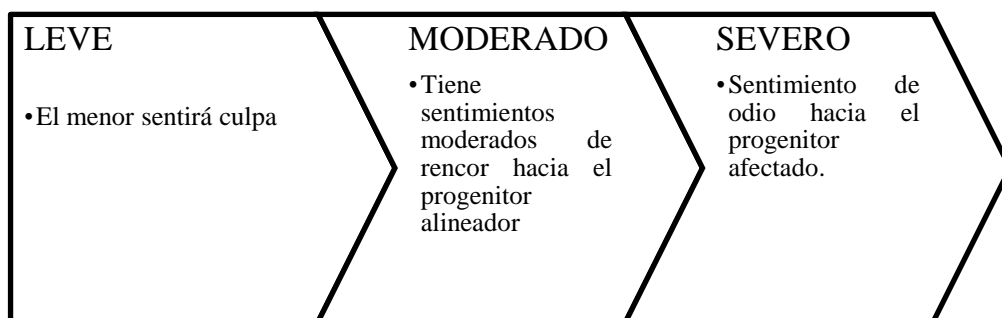 LEVE
•El menor sentirá culpa
MODERADO
•Tiene
sentimientos
moderados de
rencor hacia el
progenitor
alineador
SEVERO
•Sentimiento de
odio hacia el
progenitor
afectado.